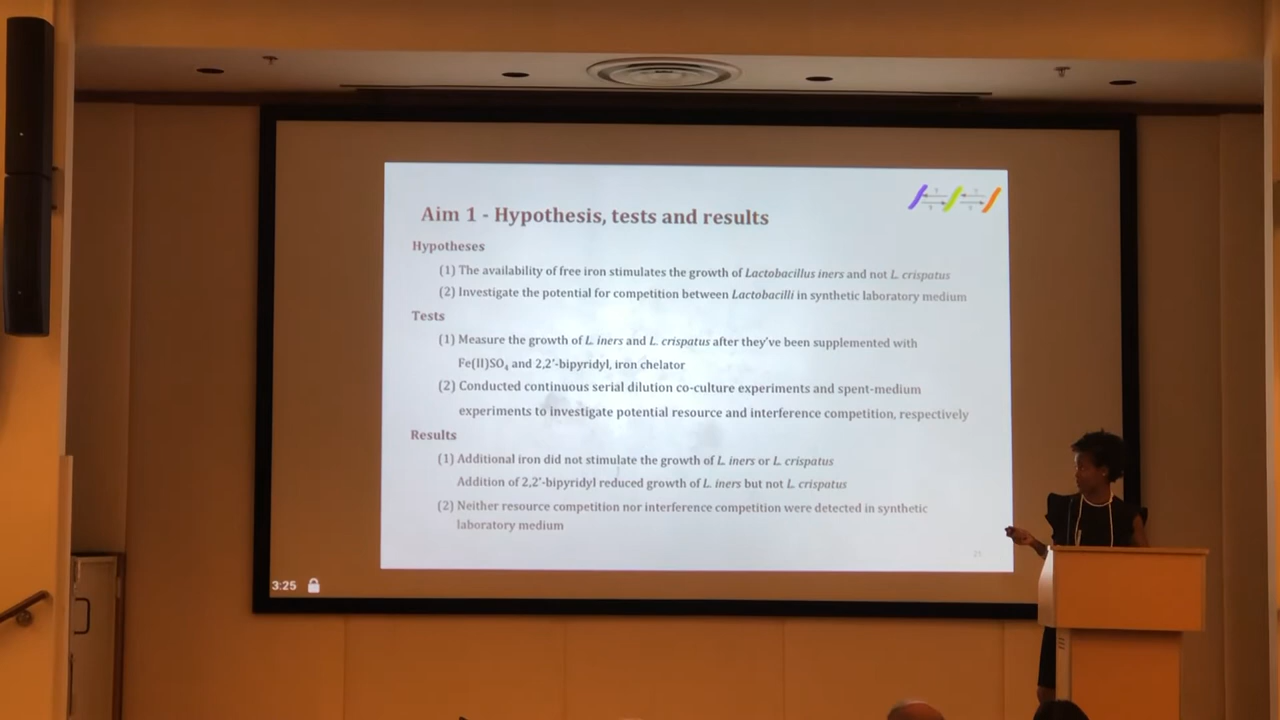 Aim 1 - Hypothesis, tests and results
Hypotheses
(1) The availability of free iron stimulates the growth of Lactobacillus iners and not L. crispatus
(2) Investigate the potential for competition between Lactobacilli in synthetic laboratory medium
Tests
(1) Measure the growth of L. iners and L. crispatus after they've been supplemented with
Fe(II)SO₄ and 2,2'-bipyridyl, iron chelator
(2) Conducted continuous serial dilution co-culture experiments and spent-medium
experiments to investigate potential resource and interference competition, respectively
Results
(1) Additional iron did not stimulate the growth of L. iners or L. crispatus
Addition of 2,2'-bipyridyl reduced growth of L. iners but not L. crispatus
(2) Neither resource competition nor interference competition were detected in synthetic
laboratory medium
3:25